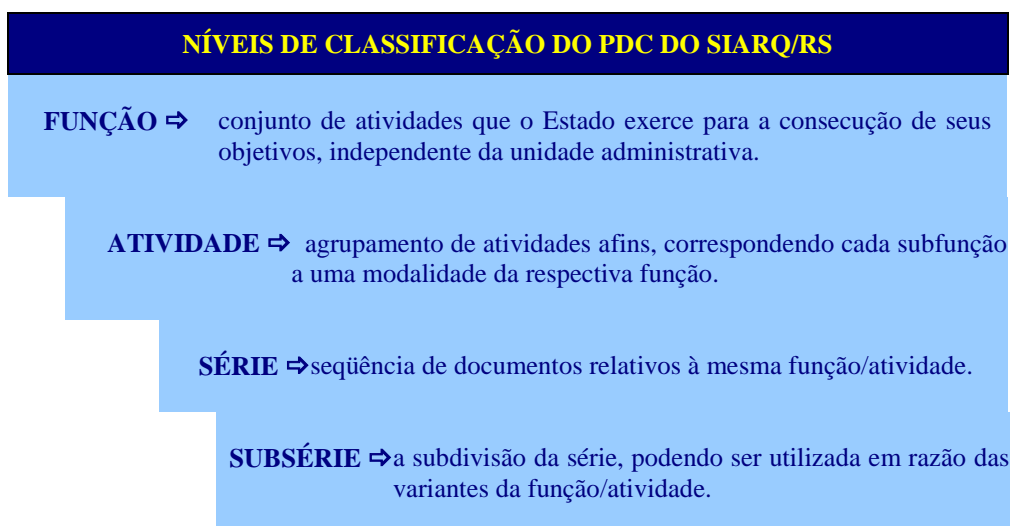 NÍVEIS DE CLASSIFICAÇÃO DO PDC DO SIARQ/RS
FUNÇÃO ⇨ conjunto de atividades que o Estado exerce para a consecução de seus
objetivos, independente da unidade administrativa.
ATIVIDADE ⇨ agrupamento de atividades afins, correspondendo cada subfunção
a uma modalidade da respectiva função.
SÉRIE ⇨seqüência de documentos relativos à mesma função/atividade.
SUBSÉRIE ⇨a subdivisão da série, podendo ser utilizada em razão das
variantes da função/atividade.